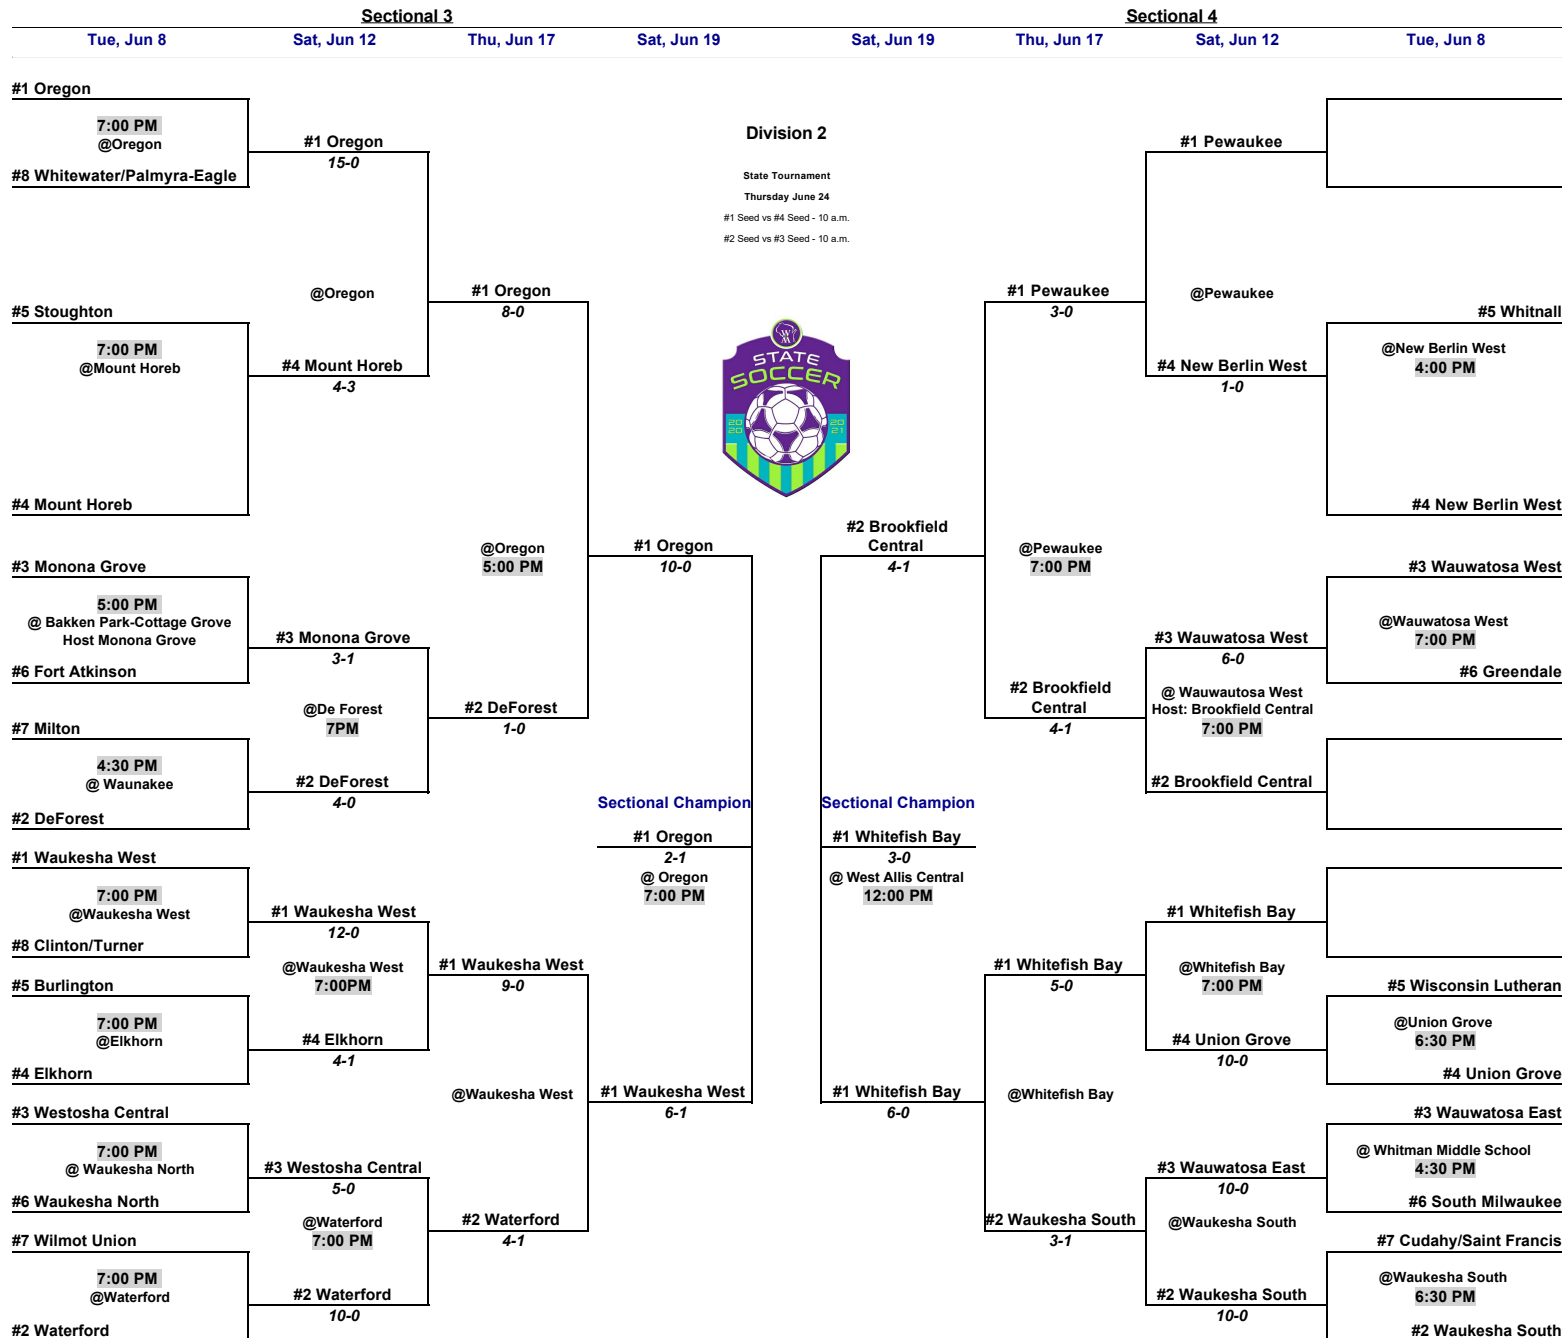 Sectional 3
Sectional 4
Tue, Jun 8
Sat, Jun 12
Thu, Jun 17
Sat, Jun 19
Sat, Jun 19
Thu, Jun 17
Sat, Jun 12
Tue, Jun 8
#1 Oregon
7:00 PM
@Oregon
#8 Whitewater/Palmyra-Eagle
#5 Stoughton
7:00 PM
@Mount Horeb
#4 Mount Horeb
#3 Monona Grove
5:00 PM
@ Bakken Park-Cottage Grove
Host Monona Grove
#6 Fort Atkinson
#7 Milton
4:30 PM
@ Waunakee
#2 DeForest
#1 Waukesha West
7:00 PM
@Waukesha West
#8 Clinton/Turner
#5 Burlington
7:00 PM
@Elkhorn
#4 Elkhorn
#3 Westosha Central
7:00 PM
@ Waukesha North
#6 Waukesha North
#7 Wilmot Union
7:00 PM
@Waterford
#2 Waterford
#1 Oregon
15-0
@Oregon
#4 Mount Horeb
4-3
#3 Monona Grove
3-1
@De Forest
7PM
#2 DeForest
4-0
#1 Waukesha West
12-0
@Waukesha West
7:00PM
#4 Elkhorn
4-1
#3 Westosha Central
5-0
@Waterford
7:00 PM
#2 Waterford
10-0
#1 Oregon
8-0
@Oregon
5:00 PM
#2 DeForest
1-0
#1 Waukesha West
9-0
@Waukesha West
#2 Waterford
4-1
#1 Oregon
10-0
Sectional Champion
#1 Oregon
2-1
@ Oregon
7:00 PM
#1 Waukesha West
6-1
Division 2
State Tournament
Thursday June 24
#1 Seed vs #4 Seed - 10 a.m.
#2 Seed vs #3 Seed - 10 a.m.
STATE
SOCCER
20
20
20
21
#2 Brookfield
Central
4-1
Sectional Champion
#1 Whitefish Bay
3-0
@ West Allis Central
12:00 PM
#1 Whitefish Bay
6-0
#1 Pewaukee
3-0
@Pewaukee
7:00 PM
#2 Brookfield
Central
4-1
#1 Whitefish Bay
5-0
@Whitefish Bay
#2 Waukesha South
3-1
#1 Pewaukee
@Pewaukee
#4 New Berlin West
1-0
#3 Wauwatosa West
6-0
@ Wauwautosa West
Host: Brookfield Central
7:00 PM
#2 Brookfield Central
#1 Whitefish Bay
@Whitefish Bay
7:00 PM
#4 Union Grove
10-0
#3 Wauwatosa East
10-0
@Waukesha South
#2 Waukesha South
10-0
#5 Whitnall
@New Berlin West
4:00 PM
#4 New Berlin West
#3 Wauwatosa West
@Wauwatosa West
7:00 PM
#6 Greendale
#5 Wisconsin Lutheran
@Union Grove
6:30 PM
#4 Union Grove
#3 Wauwatosa East
@ Whitman Middle School
4:30 PM
#6 South Milwaukee
#7 Cudahy/Saint Francis
@Waukesha South
6:30 PM
#2 Waukesha South